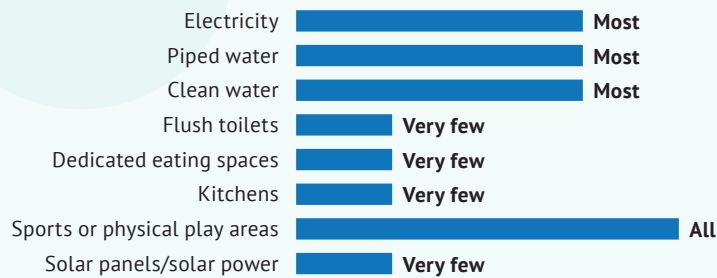 Electricity Most
Piped water Most
Clean water Most
Flush toilets Very few
Dedicated eating spaces Very few
Kitchens Very few
Sports or physical play areas All
Solar panels/solar power Very few